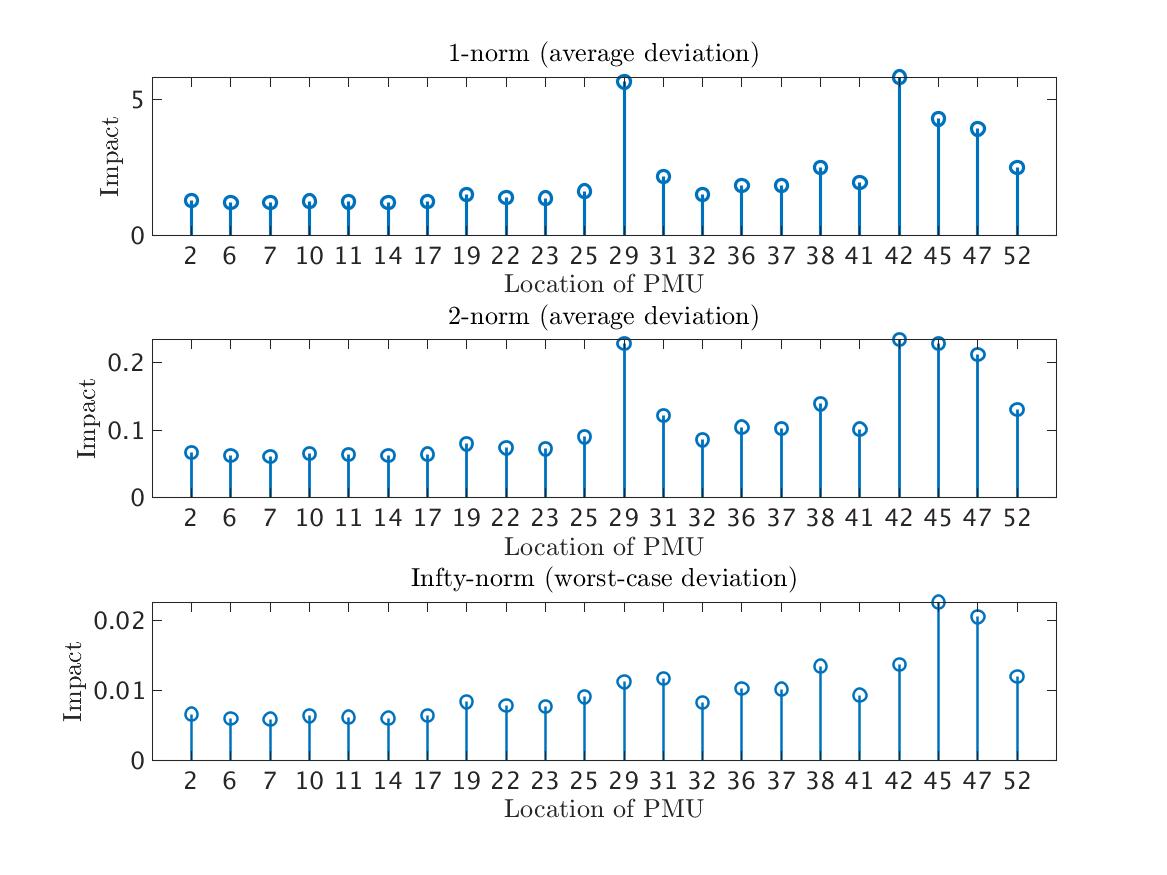 1-norm (average deviation)
5
0
Impact
2 6 7 10 11 14 17 19 22 23 25 29 31 32 36 37 38 41 42 45 47 52
Location of PMU
2-norm (average deviation)
0.2
0.1
0
Impact
2 6 7 10 11 14 17 19 22 23 25 29 31 32 36 37 38 41 42 45 47 52
Location of PMU
Infty-norm (worst-case deviation)
0.02
0.01
0
Impact
2 6 7 10 11 14 17 19 22 23 25 29 31 32 36 37 38 41 42 45 47 52
Location of PMU